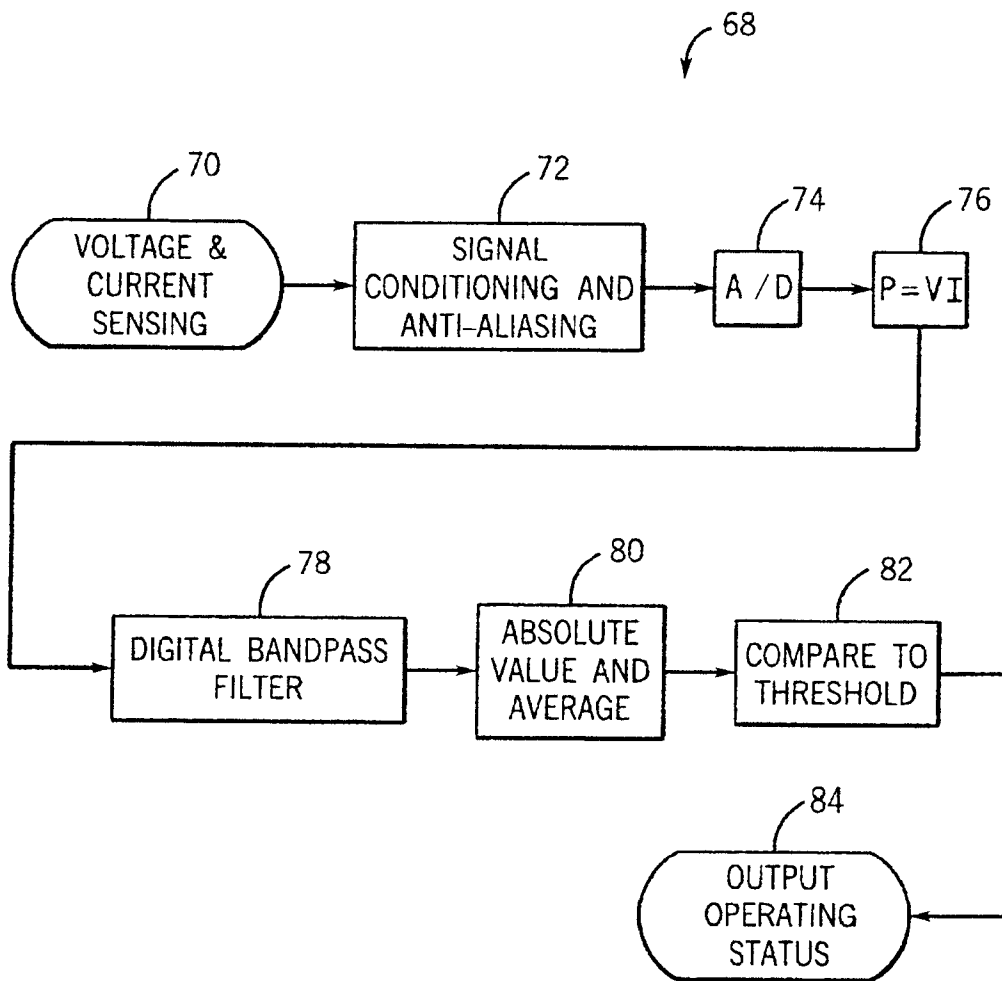 68
70
VOLTAGE &
CURRENT
SENSING
72
SIGNAL
CONDITIONING AND
ANTI-ALIASING
74
A/D
76
P=VI
78
DIGITAL BANDPASS
FILTER
80
ABSOLUTE
VALUE AND
AVERAGE
82
COMPARE TO
THRESHOLD
84
OUTPUT
OPERATING
STATUS